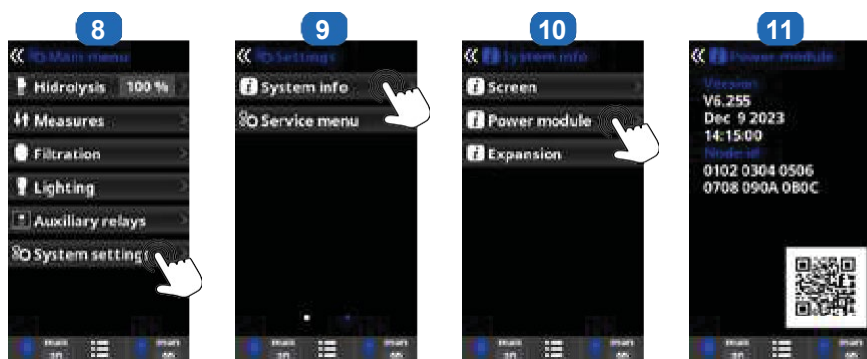 8
Main menu
Hidrolysis 100 %
Measures
Filtration
Lighting
Auxiliary relays
System settings
9
Settings
System info
Service menu
10
System info
Screen
Power module
Expansion
11
Power module
Version
V6.255
Dec 9 2023
14:15:00
Node id
0102 0304 0506
0708 090A 0B0C